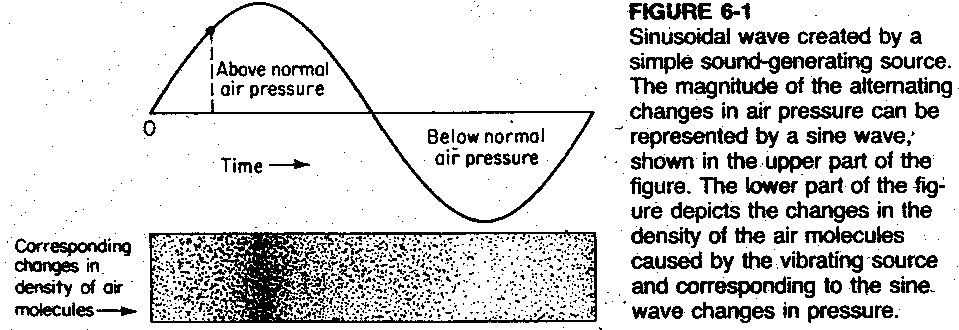 Above normal
air pressure
0
Below normal
air pressure
Time
Corresponding
changes in
density of air
molecules
FIGURE 6-1
Sinusoidal wave created by a
simple sound-generating source.
The magnitude of the alternating
changes in air pressure can be
represented by a sine wave,
shown in the upper part of the
figure. The lower part of the fig-
ure depicts the changes in the
density of the air molecules
caused by the vibrating source
and corresponding to the sine
wave changes in pressure.